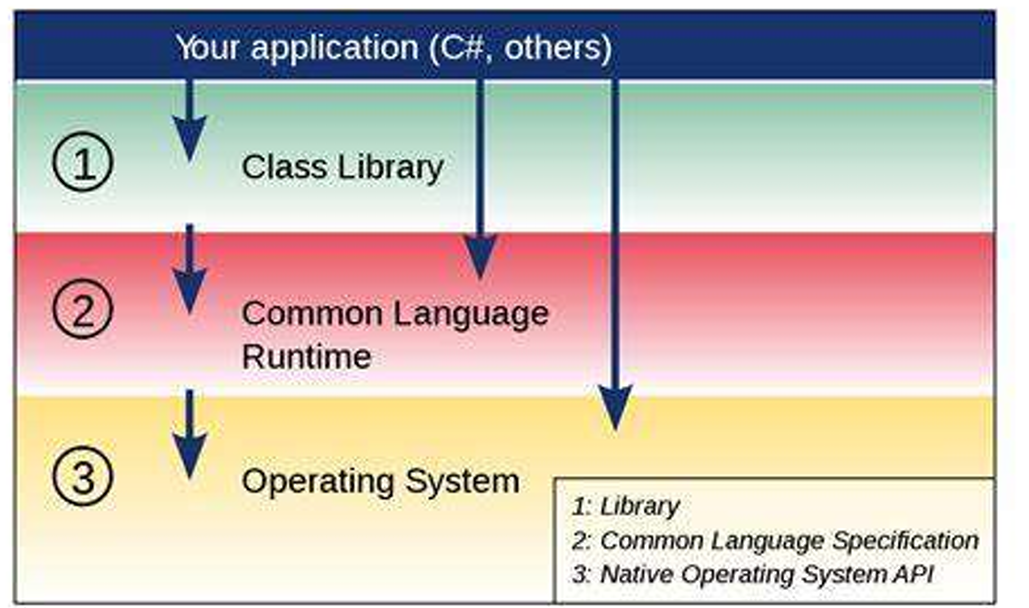 Your application (C#, others)
1
Class Library
2
Common Language
Runtime
3
Operating System
1: Library
2: Common Language Specification
3: Native Operating System API